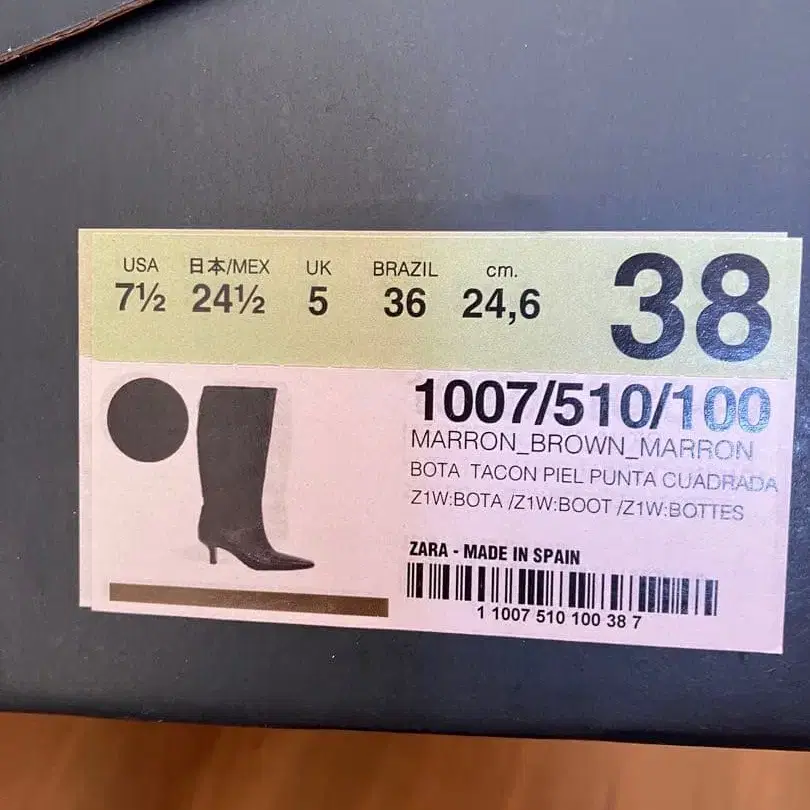 USA 日本/MEX UK BRAZIL cm.
7½ 24½ 5 36 24,6
38
1007/510/100
MARRON_BROWN_MARRON
BOTA TACON PIEL PUNTA CUADRADA
Z1W:BOTA /Z1W:BOOT /Z1W:BOTTES
ZARA - MADE IN SPAIN
1 1007 510 100 38 7